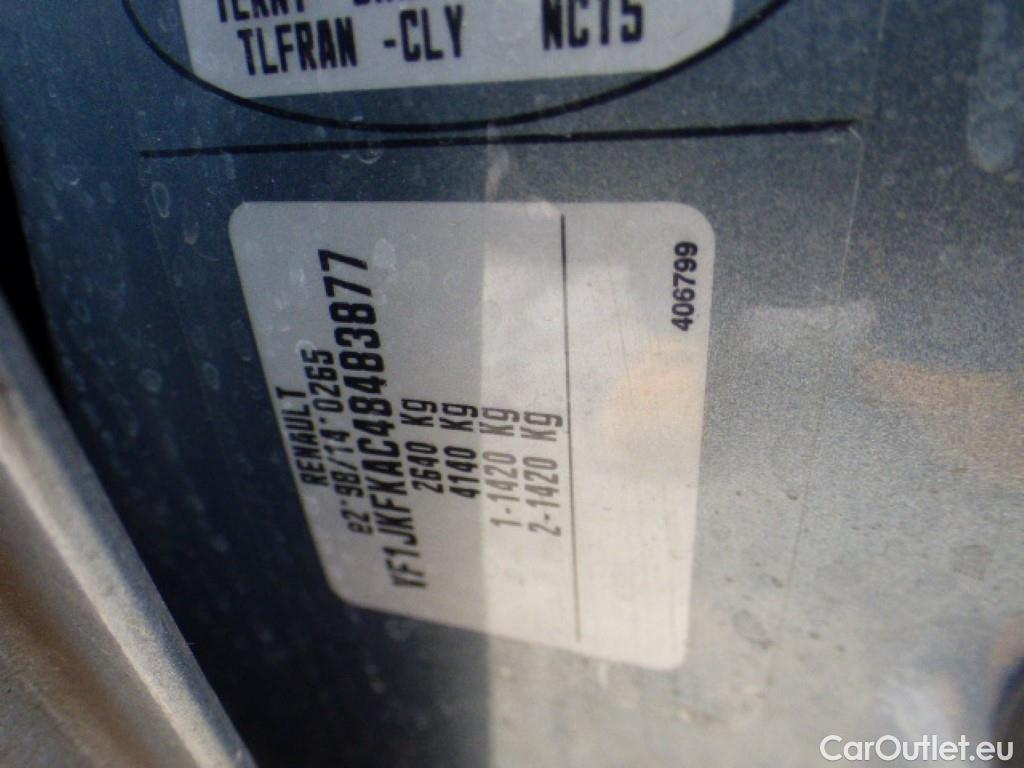 TLFRAN -CLY NC75
RENAULT
e2*98/14*0265
VF1JKFKAC48483877
2640 Kg
4140 Kg
1-1420 Kg
2-1420 Kg
406799
CarOutlet.eu